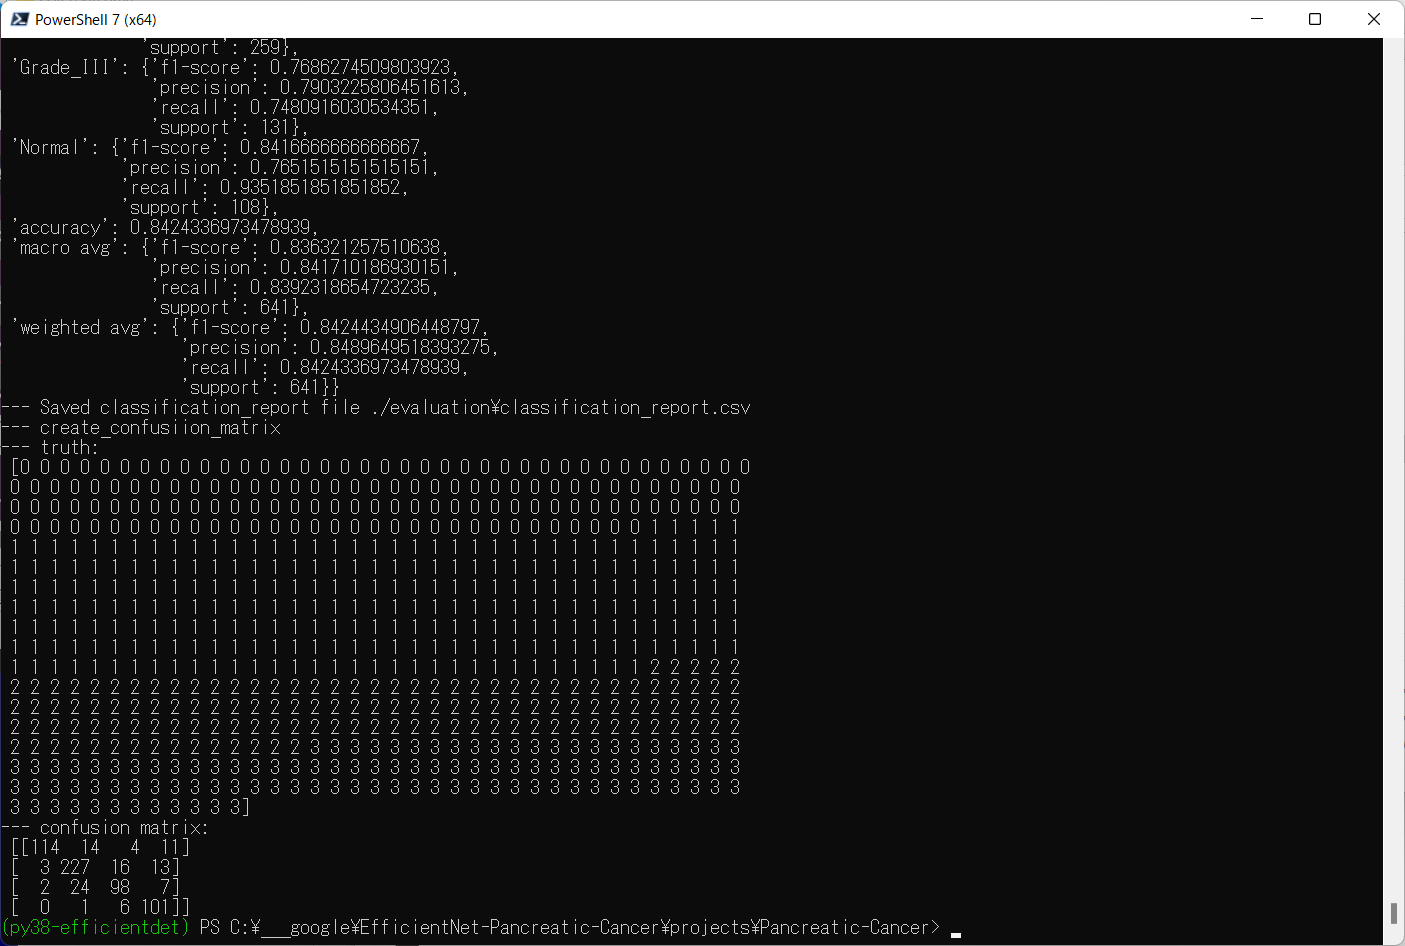 PowerShell 7 (x64)
'support': 259},
'Grade_III': {'f1-score': 0.7686274509803923,
'precision': 0.7903225806451613,
'recall': 0.7480916030534351,
'support': 131},
'Normal': {'f1-score': 0.8416666666666667,
'precision': 0.7651515151515151,
'recall': 0.9351851851851852,
'support': 108},
'accuracy': 0.8424336973478939,
'macro avg': {'f1-score': 0.836321257510638,
'precision': 0.841710186930151,
'recall': 0.8392318654723235,
'support': 641},
'weighted avg': {'f1-score': 0.8424434906448797,
'precision': 0.8489649518393275,
'recall': 0.8424336973478939,
'support': 641}}
--- Saved classification_report file ./evaluation¥classification_report.csv
--- create_confusiion_matrix
--- truth:
[0 0 0 0 0 0 0 0 0 0 0 0 0 0 0 0 0 0 0 0 0 0 0 0 0 0 0 0 0 0 0 0 0 0 0 0 0
0 0 0 0 0 0 0 0 0 0 0 0 0 0 0 0 0 0 0 0 0 0 0 0 0 0 0 0 0 0 0 0 0 0 0 0 0
0 0 0 0 0 0 0 0 0 0 0 0 0 0 0 0 0 0 0 0 0 0 0 0 0 0 0 0 0 0 0 0 0 0 0 0 0
0 0 0 0 0 0 0 0 0 0 0 0 0 0 0 0 0 0 0 0 0 0 0 0 0 0 0 0 0 0 0 0 1 1 1 1 1
1 1 1 1 1 1 1 1 1 1 1 1 1 1 1 1 1 1 1 1 1 1 1 1 1 1 1 1 1 1 1 1 1 1 1 1 1
1 1 1 1 1 1 1 1 1 1 1 1 1 1 1 1 1 1 1 1 1 1 1 1 1 1 1 1 1 1 1 1 1 1 1 1 1
1 1 1 1 1 1 1 1 1 1 1 1 1 1 1 1 1 1 1 1 1 1 1 1 1 1 1 1 1 1 1 1 1 1 1 1 1
1 1 1 1 1 1 1 1 1 1 1 1 1 1 1 1 1 1 1 1 1 1 1 1 1 1 1 1 1 1 1 1 1 1 1 1 1
1 1 1 1 1 1 1 1 1 1 1 1 1 1 1 1 1 1 1 1 1 1 1 1 1 1 1 1 1 1 1 1 1 1 1 1 1
1 1 1 1 1 1 1 1 1 1 1 1 1 1 1 1 1 1 1 1 1 1 1 1 1 1 1 1 1 1 1 1 1 1 1 1 1
1 1 1 1 1 1 1 1 1 1 1 1 1 1 1 1 1 1 1 1 1 1 1 1 1 1 1 1 1 1 1 1 2 2 2 2 2
2 2 2 2 2 2 2 2 2 2 2 2 2 2 2 2 2 2 2 2 2 2 2 2 2 2 2 2 2 2 2 2 2 2 2 2 2
2 2 2 2 2 2 2 2 2 2 2 2 2 2 2 2 2 2 2 2 2 2 2 2 2 2 2 2 2 2 2 2 2 2 2 2 2
2 2 2 2 2 2 2 2 2 2 2 2 2 2 2 2 2 2 2 2 2 2 2 2 2 2 2 2 2 2 2 2 2 2 2 2 2
2 2 2 2 2 2 2 2 2 2 2 2 2 2 2 3 3 3 3 3 3 3 3 3 3 3 3 3 3 3 3 3 3 3 3 3 3
3 3 3 3 3 3 3 3 3 3 3 3 3 3 3 3 3 3 3 3 3 3 3 3 3 3 3 3 3 3 3 3 3 3 3 3 3
3 3 3 3 3 3 3 3 3 3 3 3 3 3 3 3 3 3 3 3 3 3 3 3 3 3 3 3 3 3 3 3 3 3 3 3 3
3 3 3 3 3 3 3 3 3 3 3 3]
--- confusion matrix:
[[114 14 4 11]
[ 3 227 16 13]
[ 2 24 98 7]
[ 0 1 6 101]]
(py38-efficientdet) PS C:¥___google¥EfficientNet-Pancreatic-Cancer¥projects¥Pancreatic-Cancer>